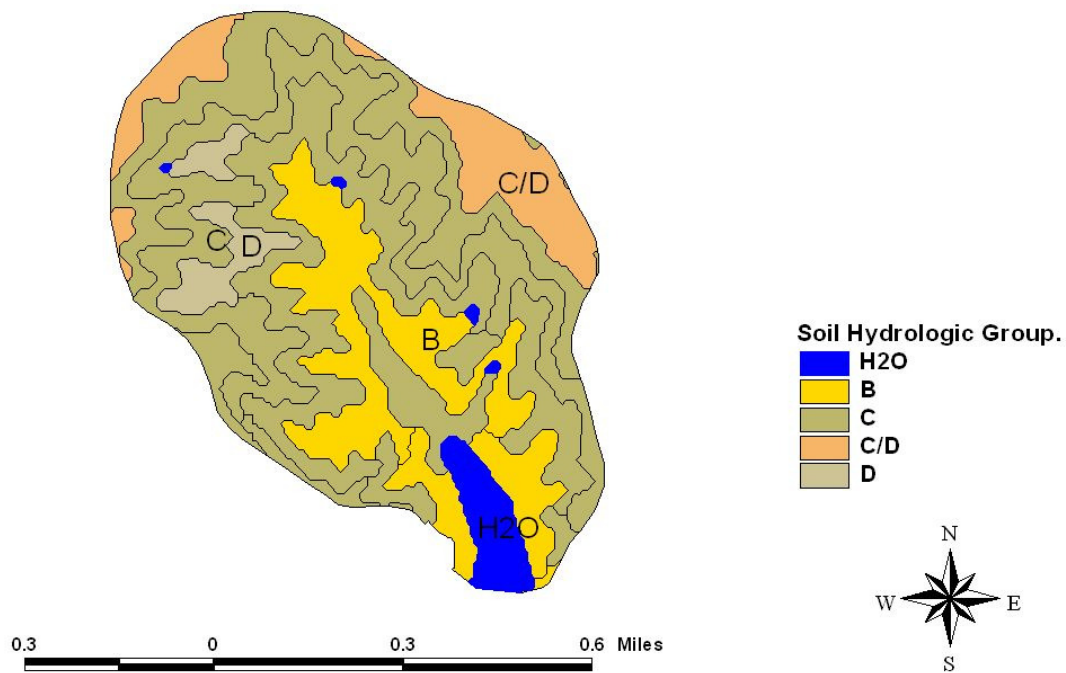 C/D
C D
B
H2O
Soil Hydrologic Group.
H2O
B
C
C/D
D
N
W E
S
0.3 0 0.3 0.6 Miles